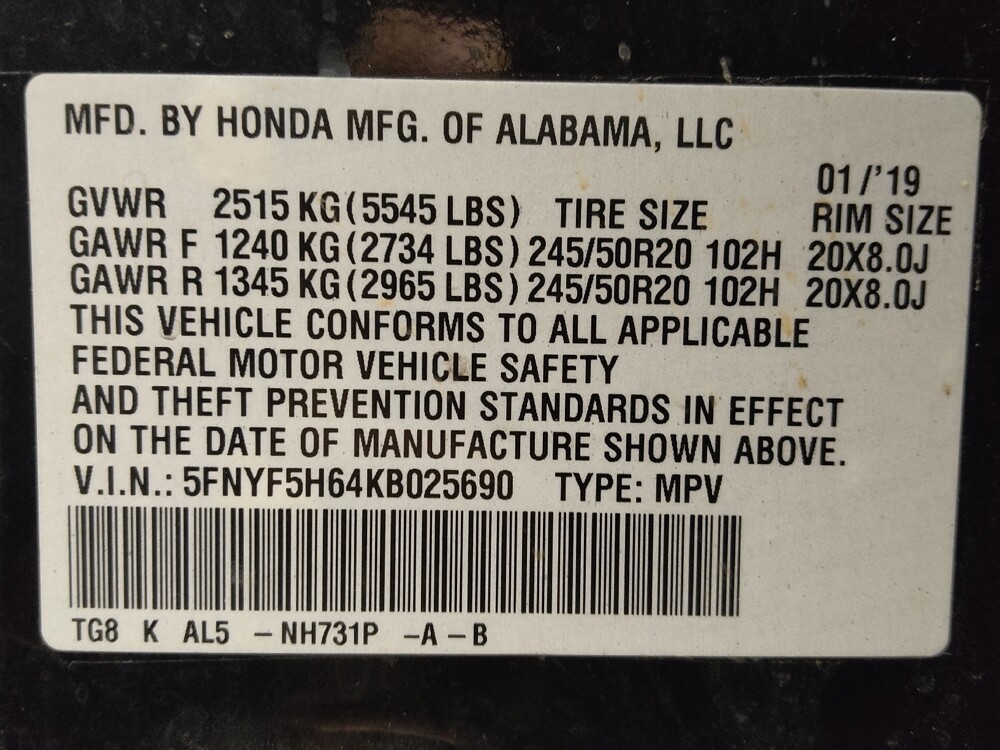 MFD. BY HONDA MFG. OF ALABAMA, LLC
01/'19
GVWR 2515 KG(5545 LBS) TIRE SIZE RIM SIZE
GAWR F 1240 KG(2734 LBS) 245/50R20 102H 20X8.0J
GAWR R 1345 KG(2965 LBS) 245/50R20 102H 20X8.0J
THIS VEHICLE CONFORMS TO ALL APPLICABLE
FEDERAL MOTOR VEHICLE SAFETY
AND THEFT PREVENTION STANDARDS IN EFFECT
ON THE DATE OF MANUFACTURE SHOWN ABOVE.
V.I.N.: 5FNYF5H64KB025690 TYPE: MPV
TG8 K AL5 –NH731P –A–B